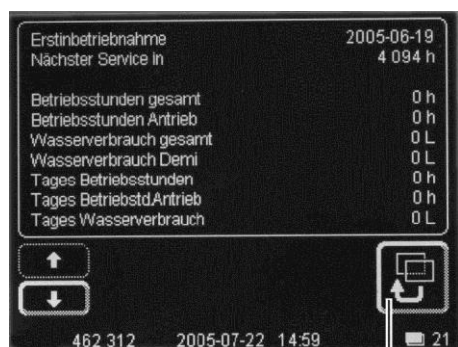 Erstinbetriebnahme 2005-06-19
Nächster Service in 4 094 h
Betriebsstunden gesamt 0 h
Betriebsstunden Antrieb 0 h
Wasserverbrauch gesamt 0 L
Wasserverbrauch Demi 0 L
Tages Betriebsstunden 0 h
Tages Betriebstd.Antrieb 0 h
Tages Wasserverbrauch 0 L
462 312 2005-07-22 14:59 21